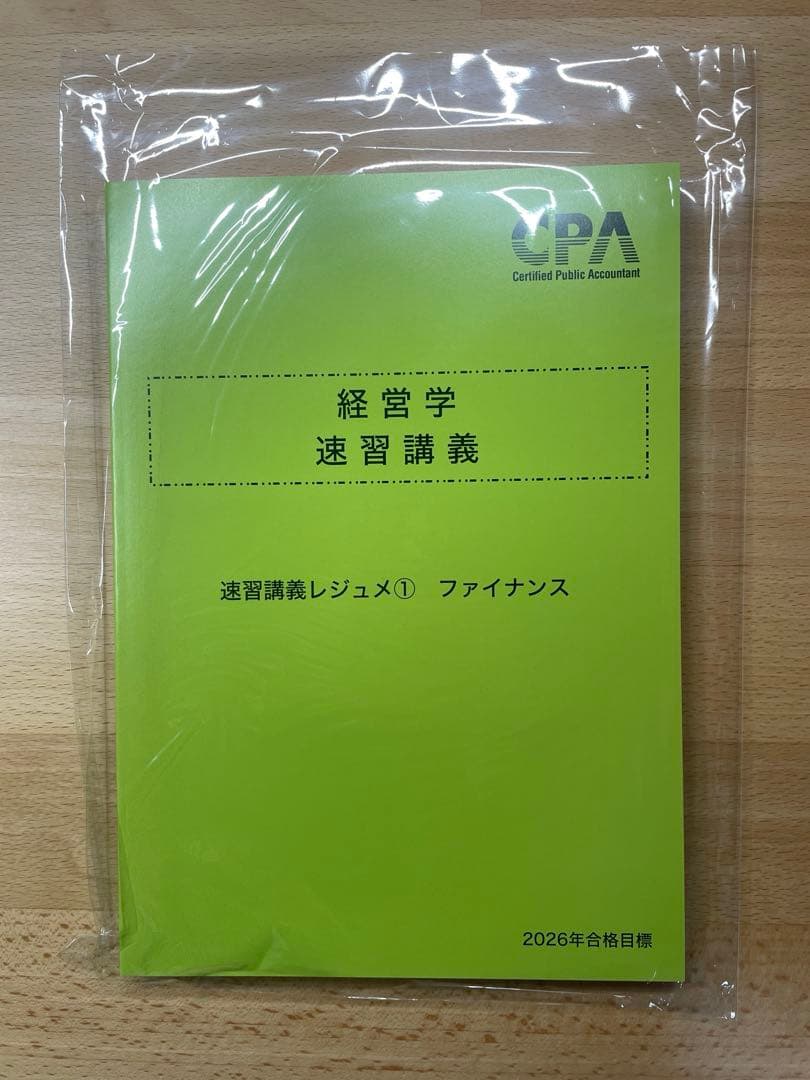 CPA
Certified Public Accountant
経営学
速習講義
速習講義レジュメ① ファイナンス
2026年合格目標